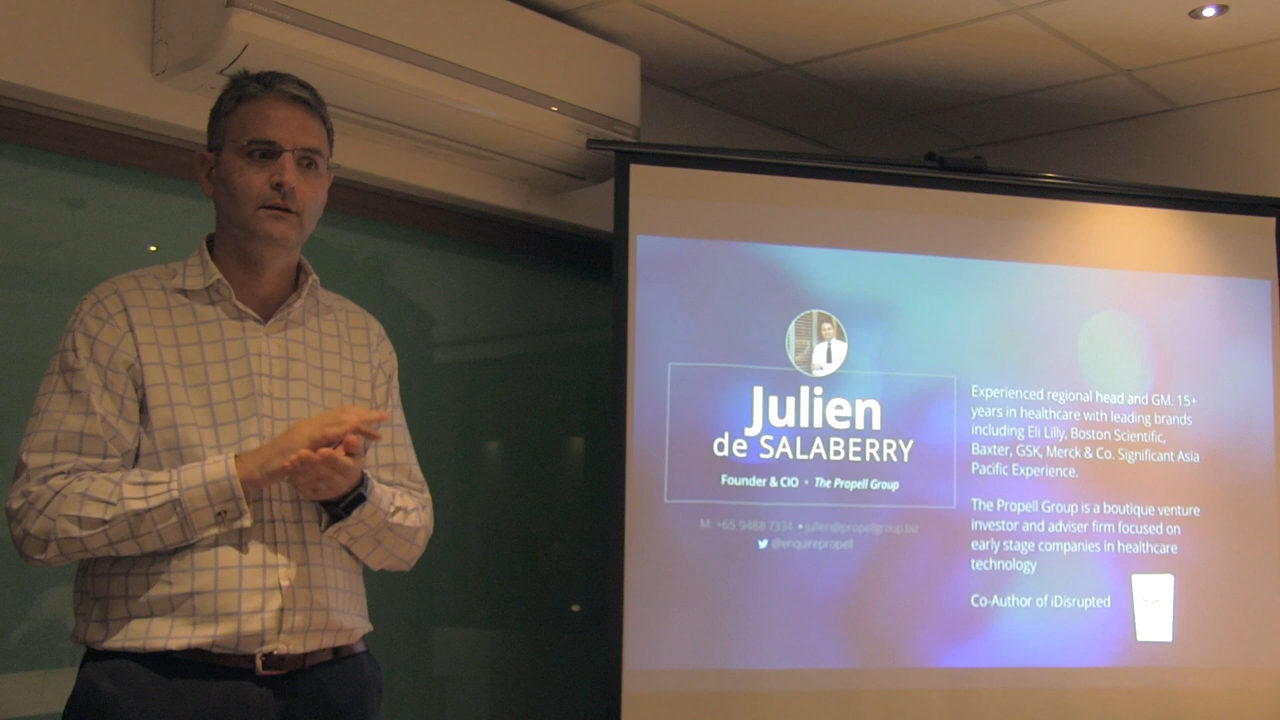 Julien
de SALABERRY
Founder & CIO • The Propell Group
M: +65 9488 7334 • julien@propellgroup.biz
@enquirepropell
Experienced regional head and GM. 15+
years in healthcare with leading brands
including Eli Lilly, Boston Scientific,
Baxter, GSK, Merck & Co. Significant Asia
Pacific Experience.
The Propell Group is a boutique venture
investor and adviser firm focused on
early stage companies in healthcare
technology
Co-Author of iDisrupted